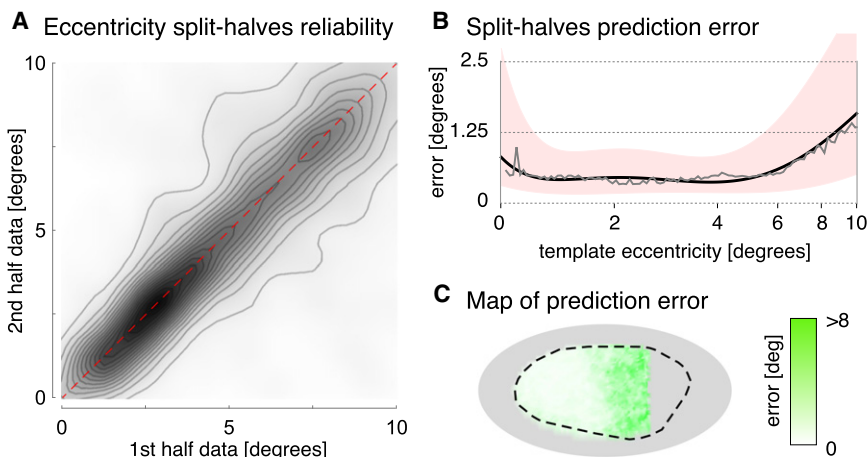 A Eccentricity split-halves reliability
10
5
0
2nd half data [degrees]
0 5 10
1st half data [degrees]
B Split-halves prediction error
2.5
1.25
0
error [degrees]
0 2 4 6 8 10
template eccentricity [degrees]
C Map of prediction error
>8
error [deg]
0